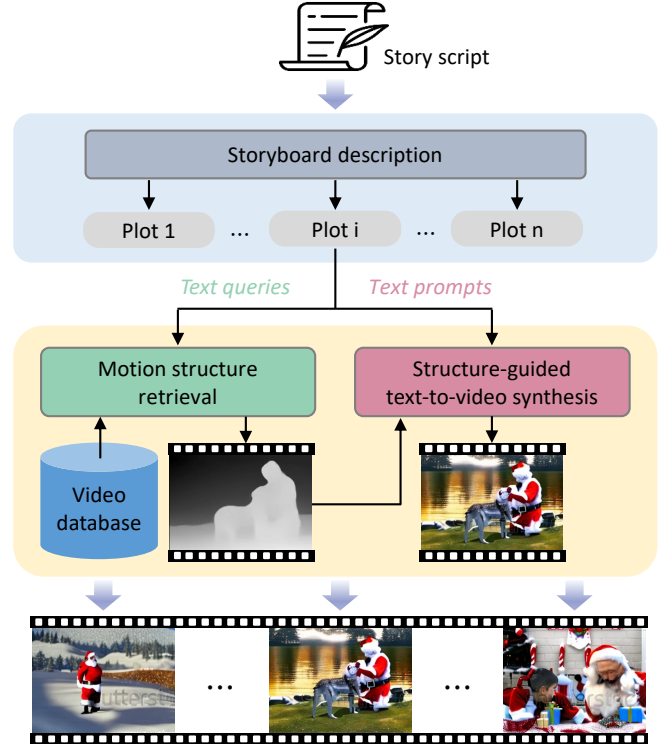 Story script
Storyboard description
Plot 1
...
Plot i
...
Plot n
Text queries
Text prompts
Motion structure
retrieval
Structure-guided
text-to-video synthesis
Video
database
...
...